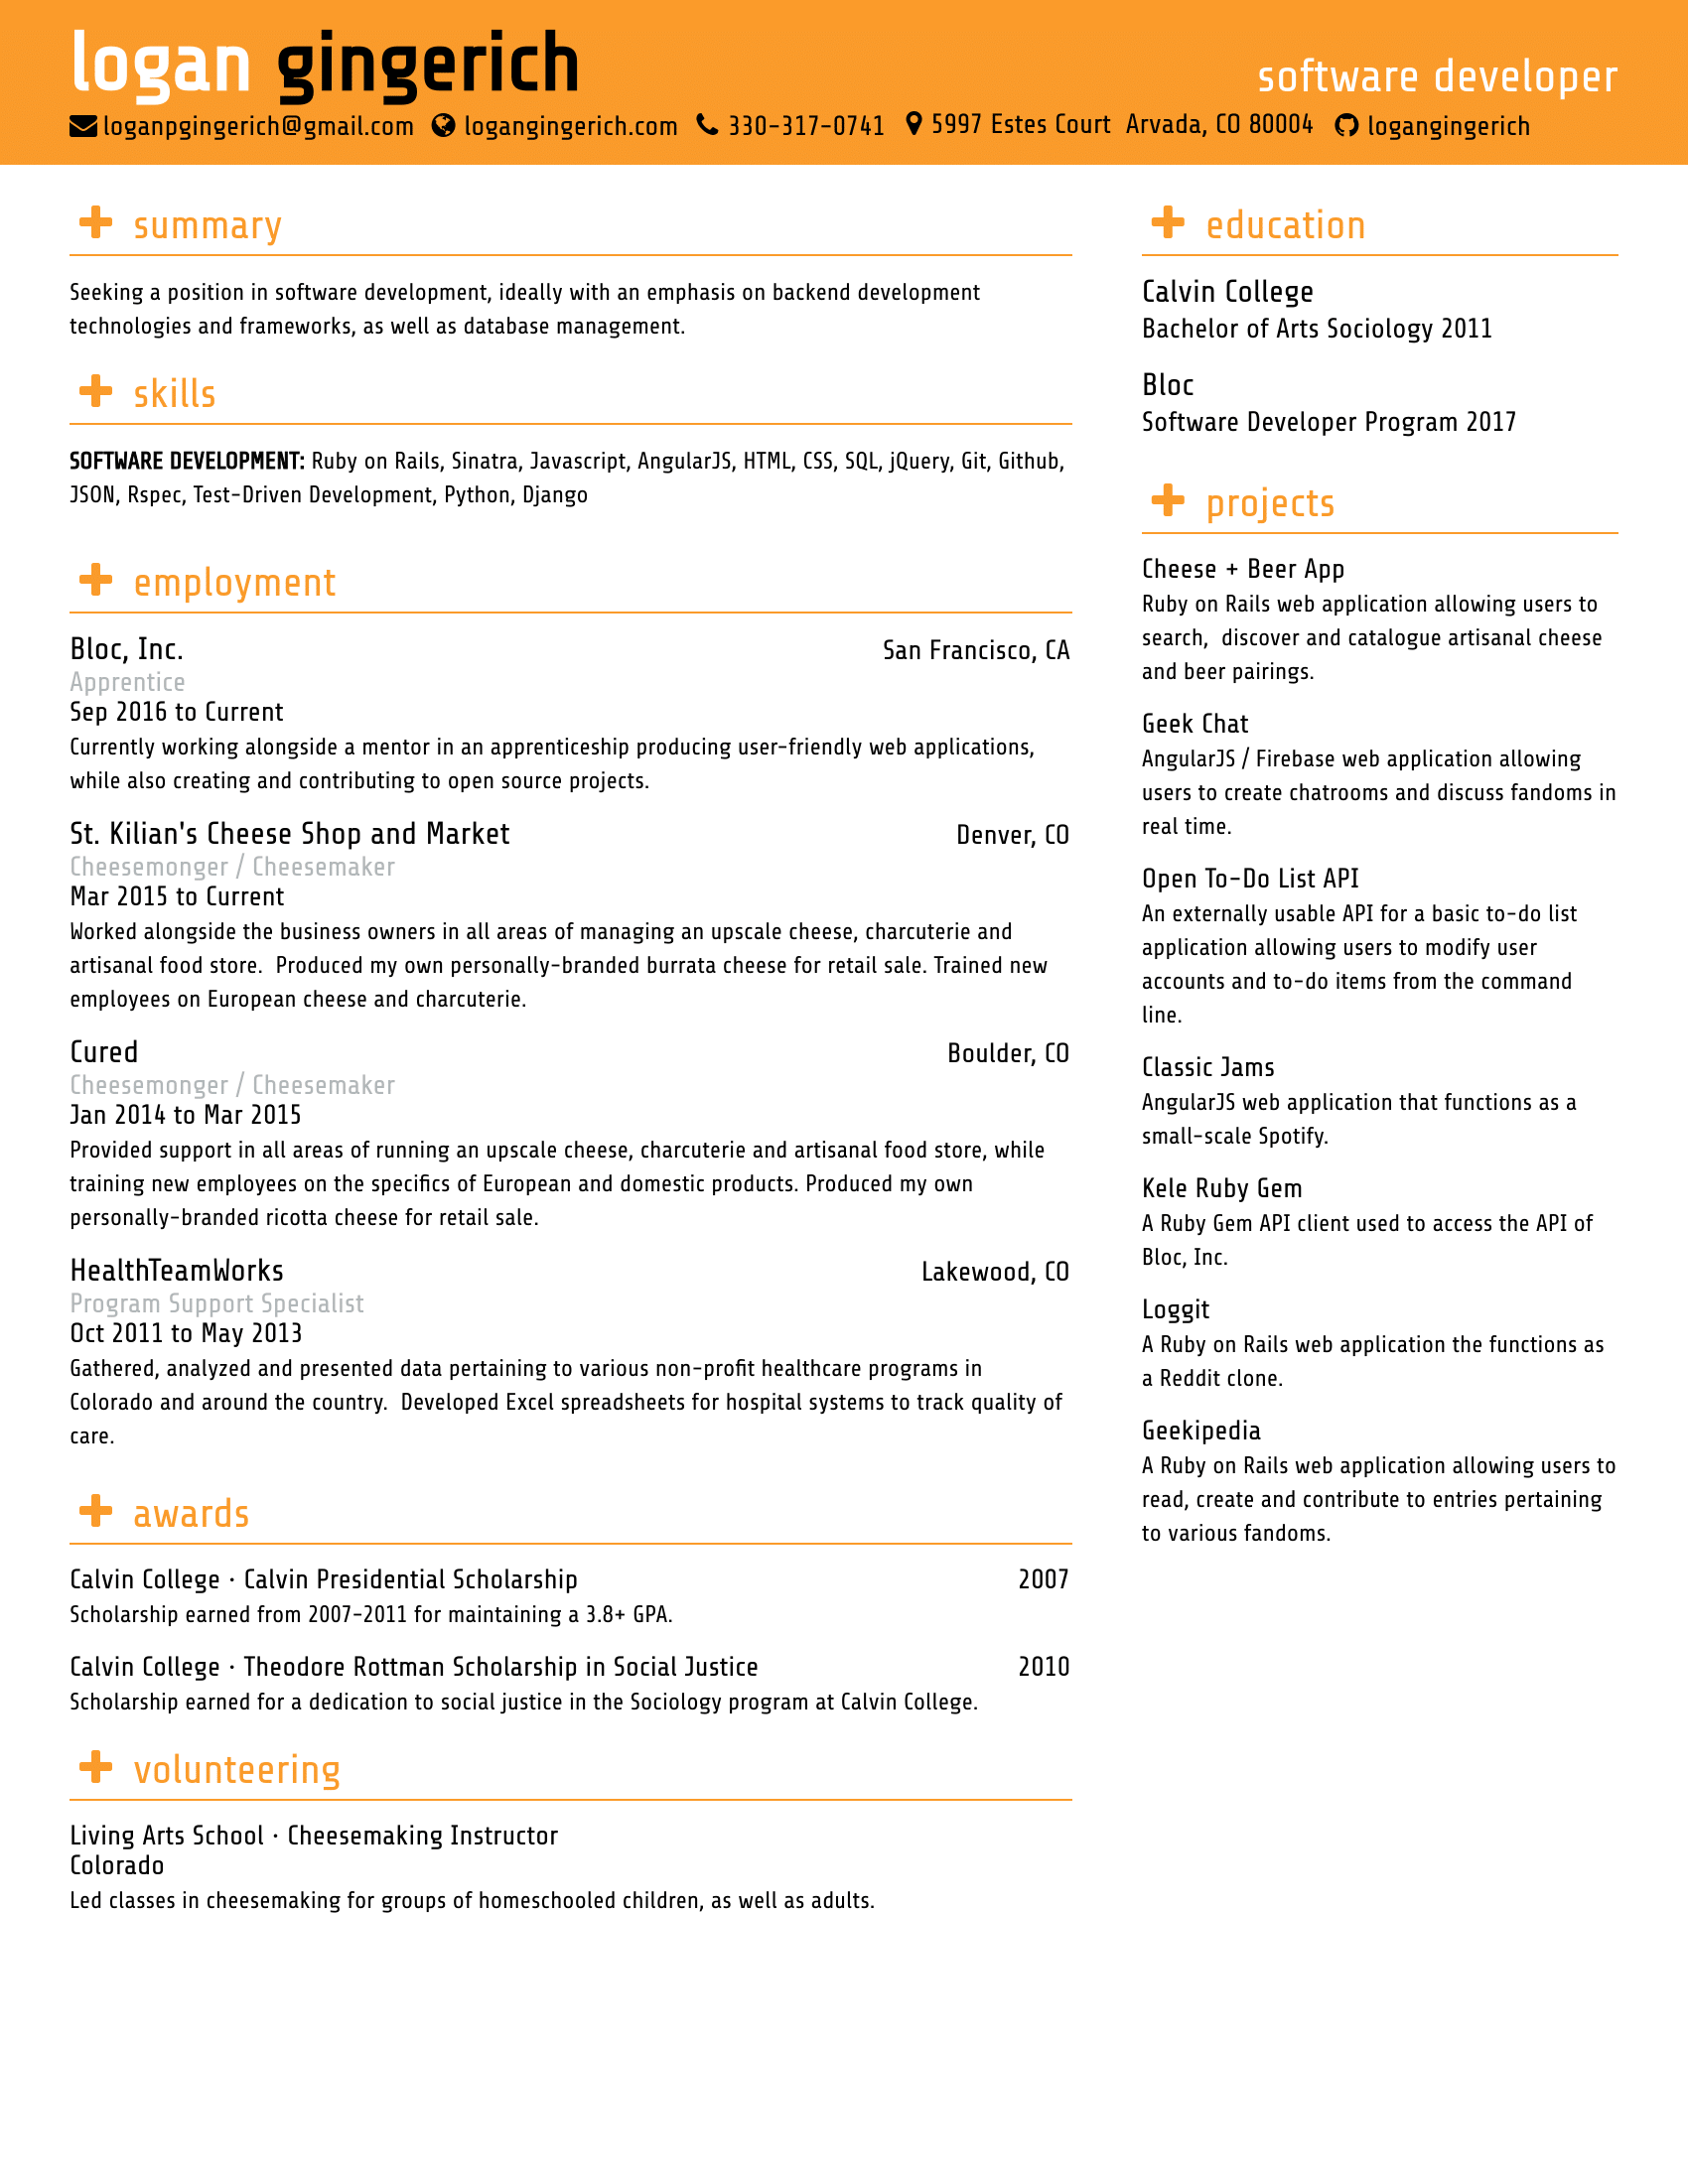 logan gingerich
software developer
loganpgingerich@gmail.com logangingerich.com 330-317-0741 5997 Estes Court  Arvada, CO 80004 logangingerich
summary
Seeking a position in software development, ideally with an emphasis on backend development
technologies and frameworks, as well as database management.
skills
SOFTWARE DEVELOPMENT: Ruby on Rails, Sinatra, Javascript, AngularJS, HTML, CSS, SQL, jQuery, Git, Github,
JSON, Rspec, Test-Driven Development, Python, Django
employment
Bloc, Inc. San Francisco, CA
Apprentice
Sep 2016 to Current
Currently working alongside a mentor in an apprenticeship producing user-friendly web applications,
while also creating and contributing to open source projects.
St. Kilian's Cheese Shop and Market Denver, CO
Cheesemonger / Cheesemaker
Mar 2015 to Current
Worked alongside the business owners in all areas of managing an upscale cheese, charcuterie and
artisanal food store.  Produced my own personally-branded burrata cheese for retail sale. Trained new
employees on European cheese and charcuterie.
Cured Boulder, CO
Cheesemonger / Cheesemaker
Jan 2014 to Mar 2015
Provided support in all areas of running an upscale cheese, charcuterie and artisanal food store, while
training new employees on the specifics of European and domestic products. Produced my own
personally-branded ricotta cheese for retail sale.
HealthTeamWorks Lakewood, CO
Program Support Specialist
Oct 2011 to May 2013
Gathered, analyzed and presented data pertaining to various non-profit healthcare programs in
Colorado and around the country.  Developed Excel spreadsheets for hospital systems to track quality of
care.
awards
Calvin College · Calvin Presidential Scholarship 2007
Scholarship earned from 2007-2011 for maintaining a 3.8+ GPA.
Calvin College · Theodore Rottman Scholarship in Social Justice 2010
Scholarship earned for a dedication to social justice in the Sociology program at Calvin College.
volunteering
Living Arts School · Cheesemaking Instructor
Colorado
Led classes in cheesemaking for groups of homeschooled children, as well as adults.
education
Calvin College
Bachelor of Arts Sociology 2011
Bloc
Software Developer Program 2017
projects
Cheese + Beer App
Ruby on Rails web application allowing users to
search,  discover and catalogue artisanal cheese
and beer pairings.
Geek Chat
AngularJS / Firebase web application allowing
users to create chatrooms and discuss fandoms in
real time.
Open To-Do List API
An externally usable API for a basic to-do list
application allowing users to modify user
accounts and to-do items from the command
line.
Classic Jams
AngularJS web application that functions as a
small-scale Spotify.
Kele Ruby Gem
A Ruby Gem API client used to access the API of
Bloc, Inc.
Loggit
A Ruby on Rails web application the functions as
a Reddit clone.
Geekipedia
A Ruby on Rails web application allowing users to
read, create and contribute to entries pertaining
to various fandoms.